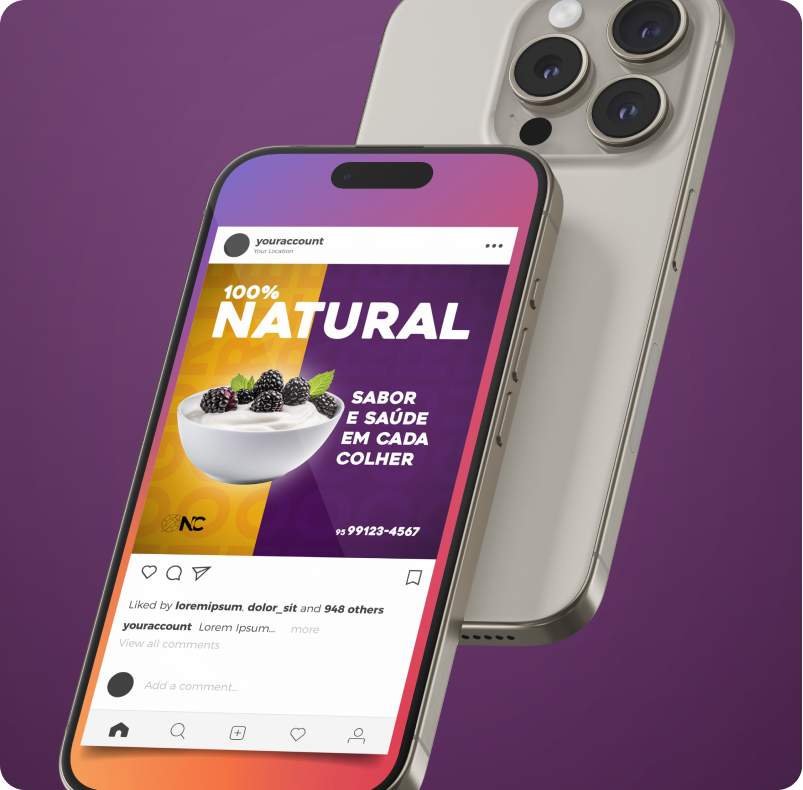 youraccount
Your Location
100%
NATURAL
SABOR
E SAÚDE
EM CADA
COLHER
NC
95 99123-4567
Liked by loremipsum, dolor_sit and 948 others
youraccount Lorem Ipsum... more
View all comments
Add a comment...